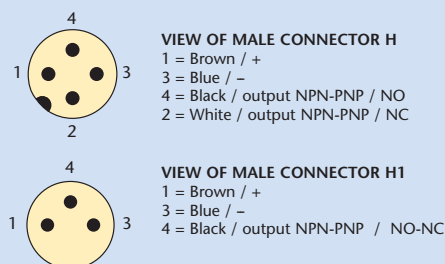 4
1
3
2
VIEW OF MALE CONNECTOR H
1 = Brown / +
3 = Blue / –
4 = Black / output NPN-PNP / NO
2 = White / output NPN-PNP / NC
4
1
3
VIEW OF MALE CONNECTOR H1
1 = Brown / +
3 = Blue / –
4 = Black / output NPN-PNP / NO-NC